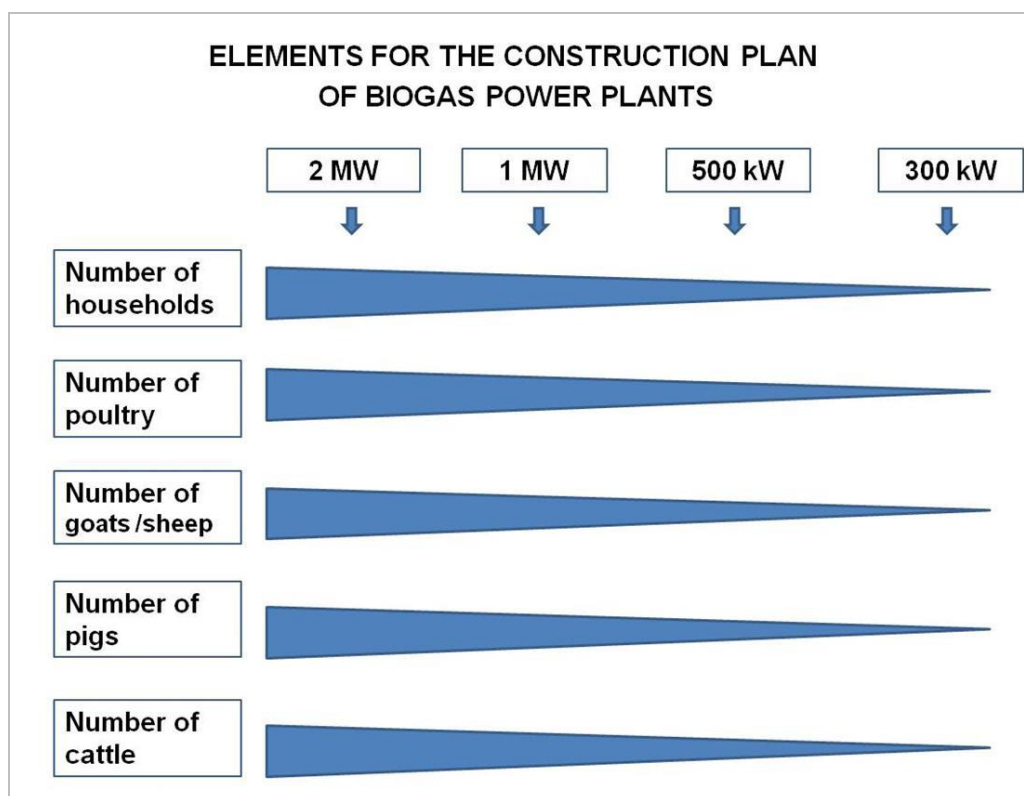 ELEMENTS FOR THE CONSTRUCTION PLAN
OF BIOGAS POWER PLANTS
2 MW
1 MW
500 kW
300 kW
Number of
households
Number of
poultry
Number of
goats /sheep
Number of
pigs
Number of
cattle